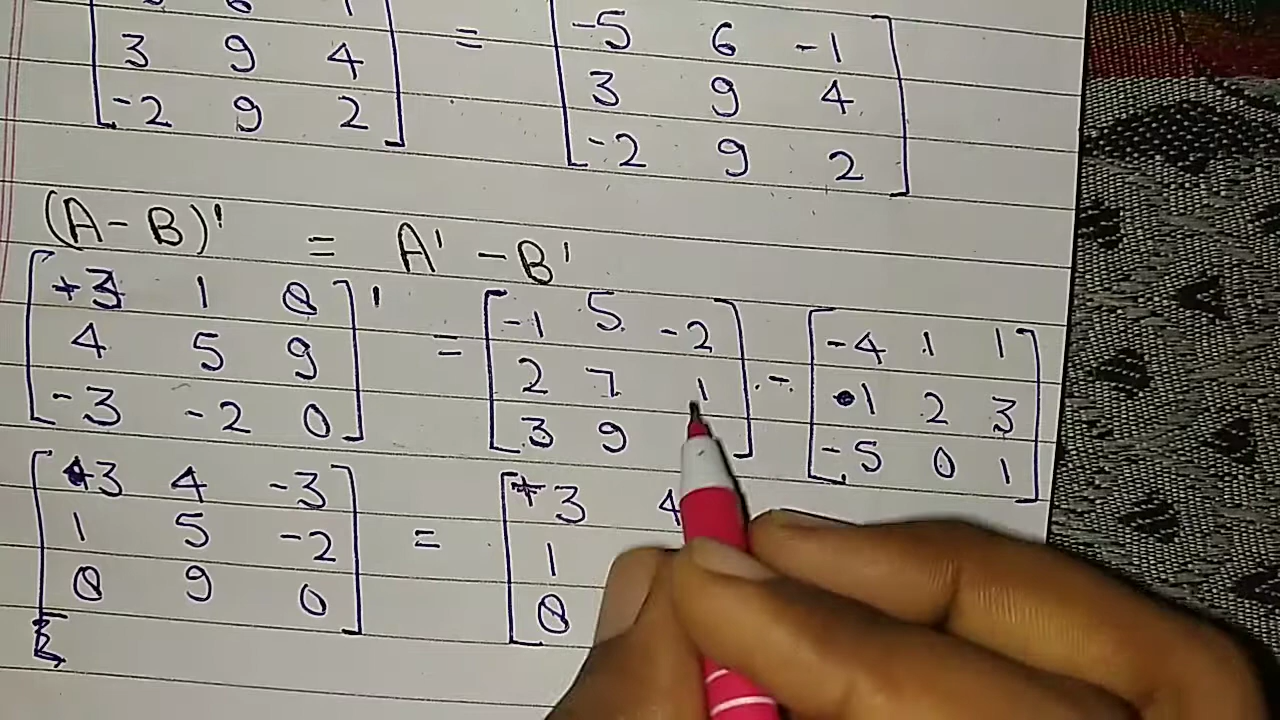 3 9 4 = -5 6 -1
-2 9 2 3 9 4
-2 9 2
(A-B)' = A' - B'
+3 1 8 ' = -1 5 -2 - -4 1 1
4 5 9 2 7 1 1 2 3
-3 -2 0 3 9 -5 0 1
+3 4 -3 = +3 4
1 5 -2 1
8 9 0 8